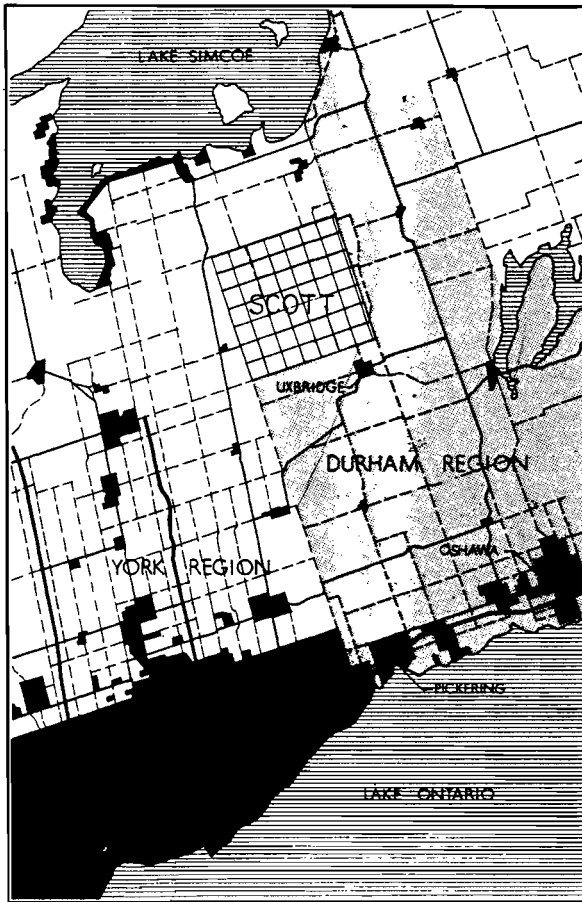 LAKE SIMCOE
SCOTT
UXBRIDGE
DURHAM REGION
OSHAWA
YORK REGION
PICKERING
LAKE ONTARIO